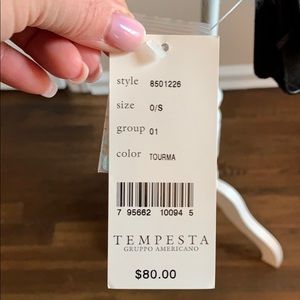 style 8501226
size O/S
group 01
color TOURMA
7 95662 10094 5
TEMPESTA
GRUPPO AMERICANO
$80.00